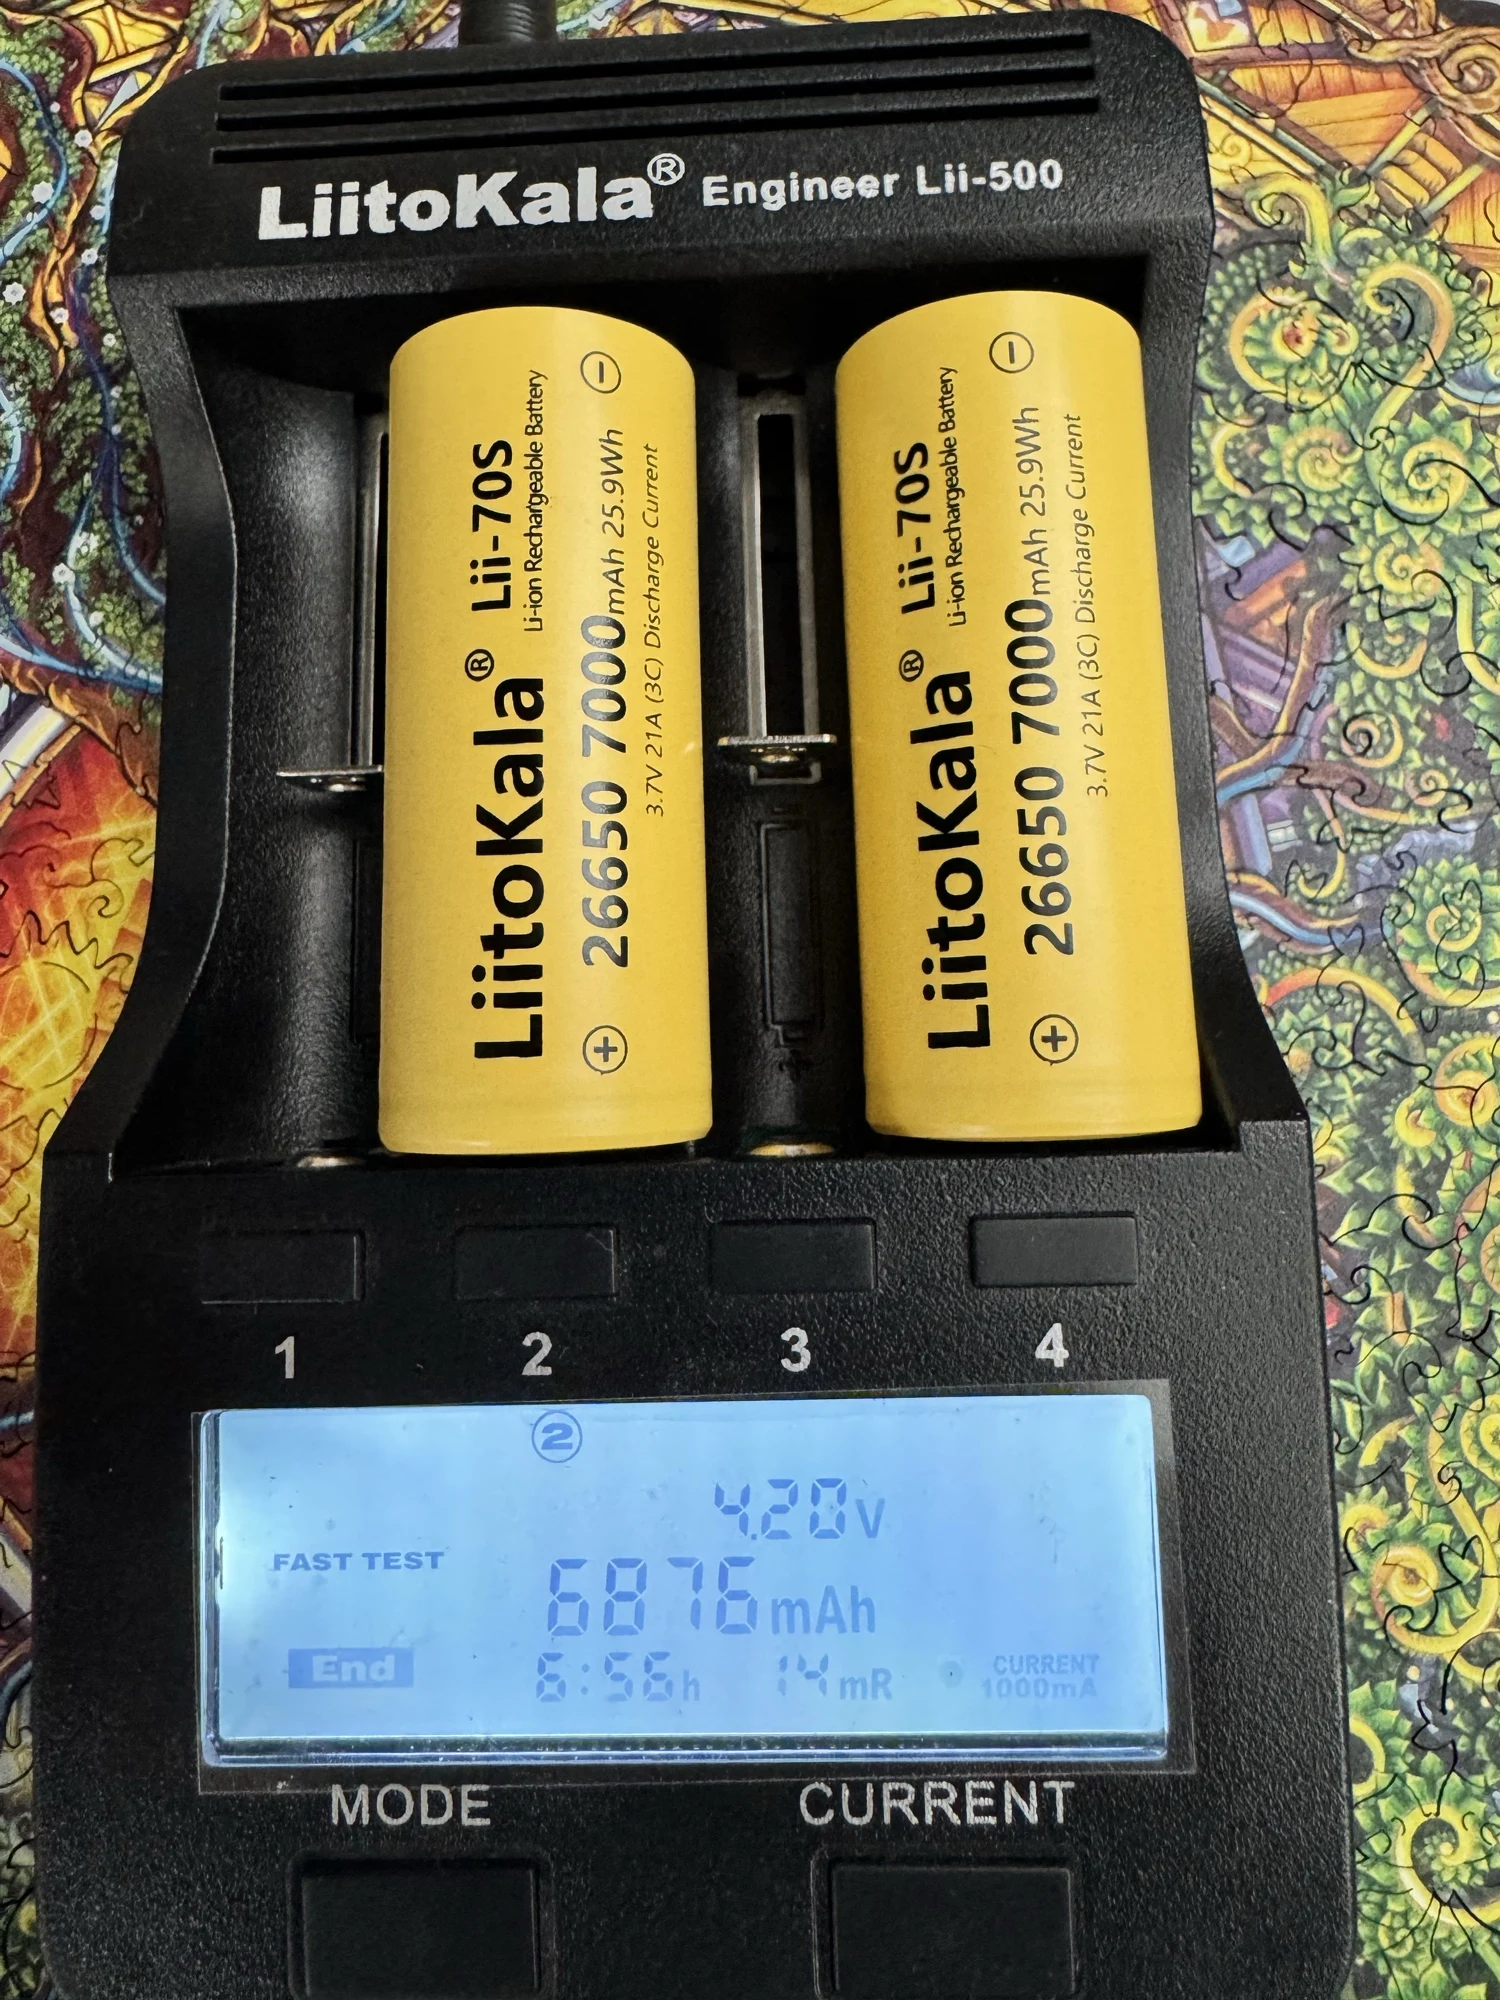 LiitoKala® Engineer Lii-500
LiitoKala® Lii-70S
Li-ion Rechargeable Battery
⊕ 26650 7000mAh 25.9Wh ⊖
3.7V 21A (3C) Discharge Current
LiitoKala® Lii-70S
Li-ion Rechargeable Battery
⊕ 26650 7000mAh 25.9Wh ⊖
3.7V 21A (3C) Discharge Current
1 2 3 4
②
4.20V
FAST TEST
6876mAh
End 6:56h 14mR CURRENT
1000mA
MODE CURRENT